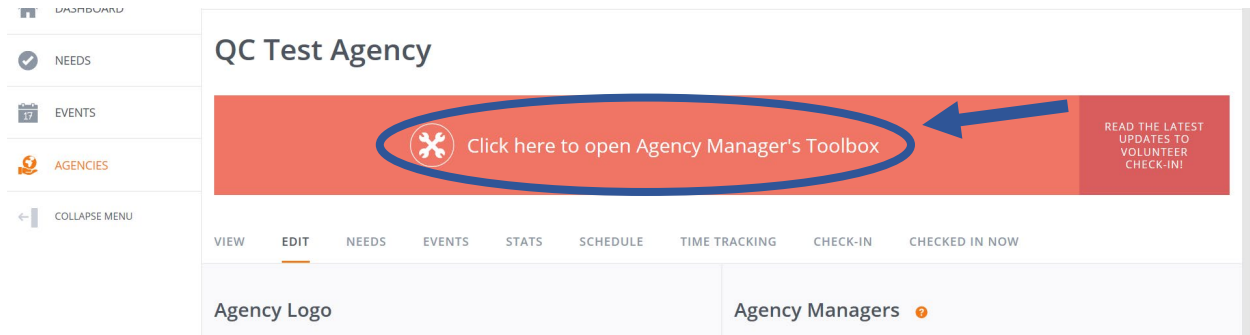 DASHBOARD
NEEDS
17
EVENTS
AGENCIES
COLLAPSE MENU
QC Test Agency
Click here to open Agency Manager's Toolbox
READ THE LATEST
UPDATES TO
VOLUNTEER
CHECK-IN!
VIEW EDIT NEEDS EVENTS STATS SCHEDULE TIME TRACKING CHECK-IN CHECKED IN NOW
Agency Logo
Agency Managers ?